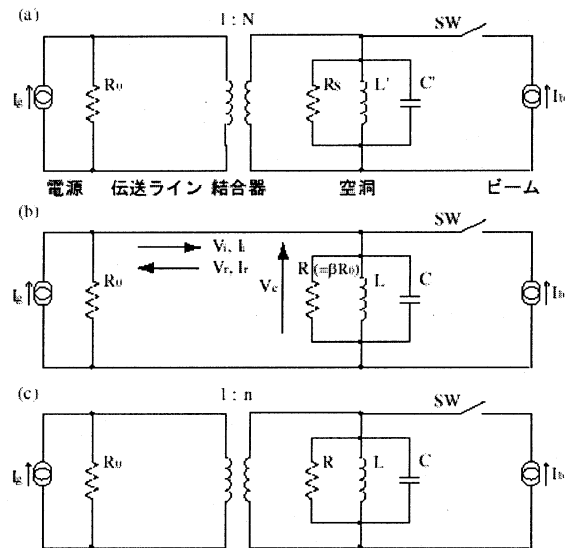 (a)
1 : N
SW
Ig
R0
Rs
L'
C'
Ib
電源 伝送ライン 結合器 空洞 ビーム
(b)
SW
Vi, Ii
Vr, Ir
Ig
R0
Vc
R (=βR0)
L
C
Ib
(c)
1 : n
SW
Ig
R0
R
L
C
Ib